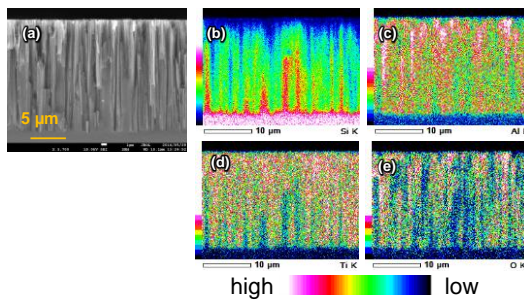 (a)
5 μm
(b)
10 μm
Si K
(c)
10 μm
Al K
(d)
10 μm
Ti K
(e)
10 μm
O K
high
low